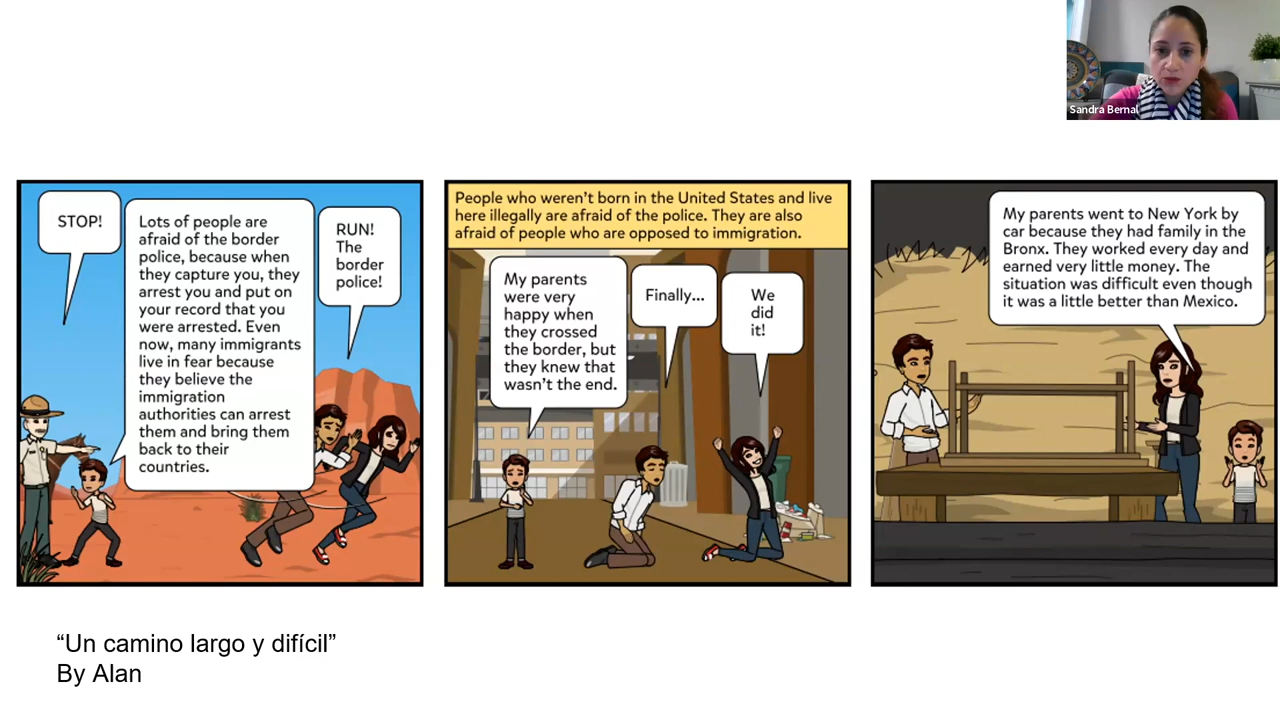 Sandra Bernal
STOP!
Lots of people are
afraid of the border
police, because when
they capture you, they
arrest you and put on
your record that you
were arrested. Even
now, many immigrants
live in fear because
they believe the
immigration
authorities can arrest
them and bring them
back to their
countries.
RUN!
The
border
police!
People who weren't born in the United States and live
here illegally are afraid of the police. They are also
afraid of people who are opposed to immigration.
My parents
were very
happy when
they crossed
the border, but
they knew that
wasn't the end.
Finally...
We
did
it!
My parents went to New York by
car because they had family in the
Bronx. They worked every day and
earned very little money. The
situation was difficult even though
it was a little better than Mexico.
“Un camino largo y difícil”
By Alan